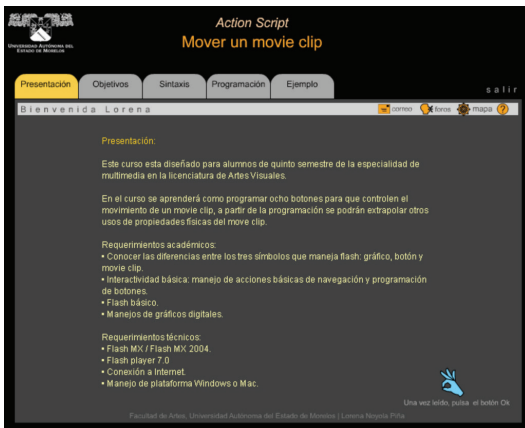 Action Script
Mover un movie clip
UNIVERSIDAD AUTÓNOMA DEL
ESTADO DE MORELOS
Presentación Objetivos Sintaxis Programación Ejemplo
salir
Bienvenida Lorena correo foros mapa ?
Presentación:
Este curso esta diseñado para alumnos de quinto semestre de la especialidad de
multimedia en la licenciatura de Artes Visuales.
En el curso se aprenderá como programar ocho botones para que controlen el
movimiento de un movie clip, a partir de la programación se podrán extrapolar otros
usos de propiedades físicas del move clip.
Requerimientos académicos:
• Conocer las diferencias entre los tres símbolos que maneja flash: gráfico, botón y
movie clip.
• Interactividad básica: manejo de acciones básicas de navegación y programación
de botones.
• Flash básico.
• Manejos de gráficos digitales.
Requerimientos técnicos:
• Flash MX / Flash MX 2004.
• Flash player 7.0
• Conexión a Internet.
• Manejo de plataforma Windows o Mac.
Una vez leído, pulsa el botón Ok
Facultad de Artes, Universidad Autónoma del Estado de Morelos | Lorena Noyola Piña